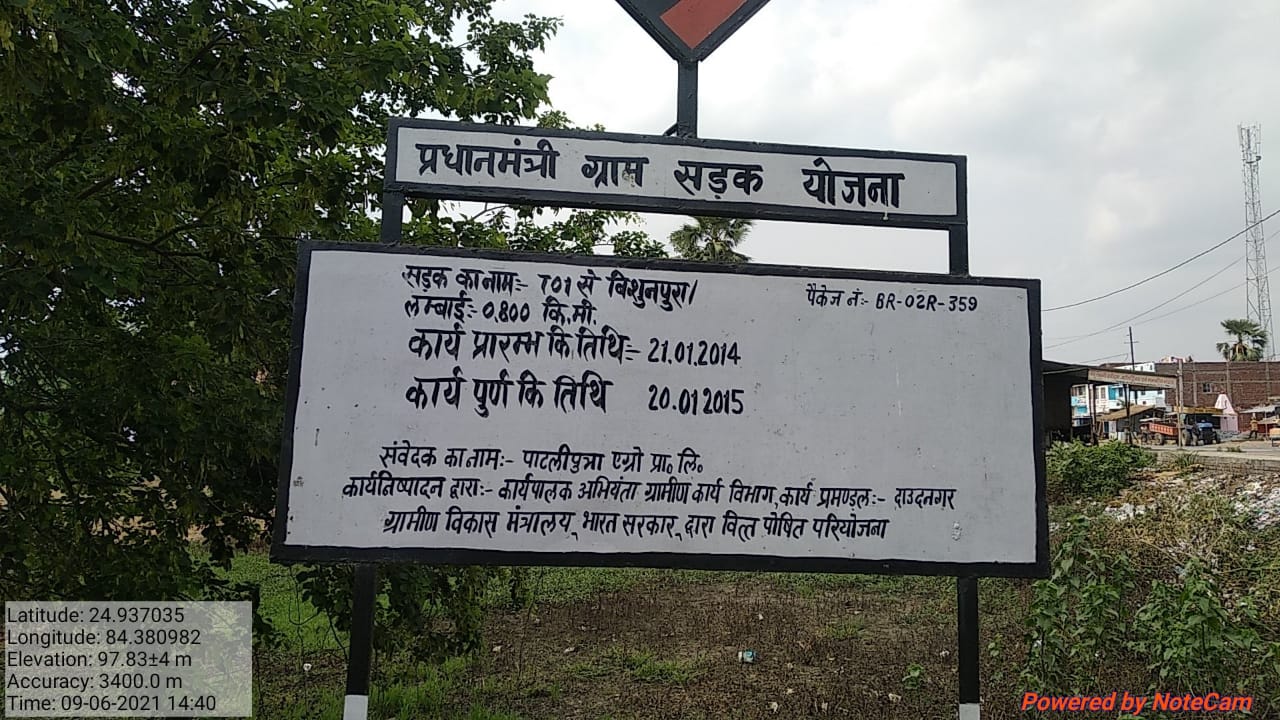 प्रधानमंत्री ग्राम सड़क योजना
सड़क का नाम:- T01 से बिशुनपुरा/
पैकेज नं:- BR-02R-359
लम्बाई:- 0.800 कि.मी.
कार्य प्रारम्भ कि तिथि:- 21.01.2014
कार्य पुर्ण कि तिथि 20.01.2015
संवेदक का नाम:- पाटलीपुत्रा एग्रो प्रा० लि०
कार्यनिष्पादन द्वारा:- कार्यपालक अभियंता ग्रामीण कार्य विभाग, कार्य प्रमण्डल:- दाउदनगर
ग्रामीण विकास मंत्रालय, भारत सरकार, द्वारा वित्त पोषित परियोजना
Latitude: 24.937035
Longitude: 84.380982
Elevation: 97.83±4 m
Accuracy: 3400.0 m
Time: 09-06-2021 14:40
Powered by NoteCam